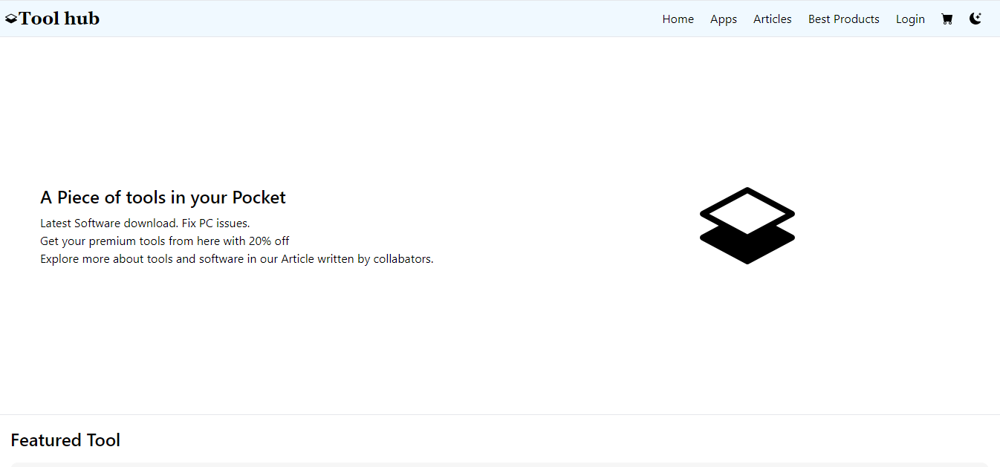 Tool hub
Home Apps Articles Best Products Login
A Piece of tools in your Pocket
Latest Software download. Fix PC issues.
Get your premium tools from here with 20% off
Explore more about tools and software in our Article written by collabators.
Featured Tool